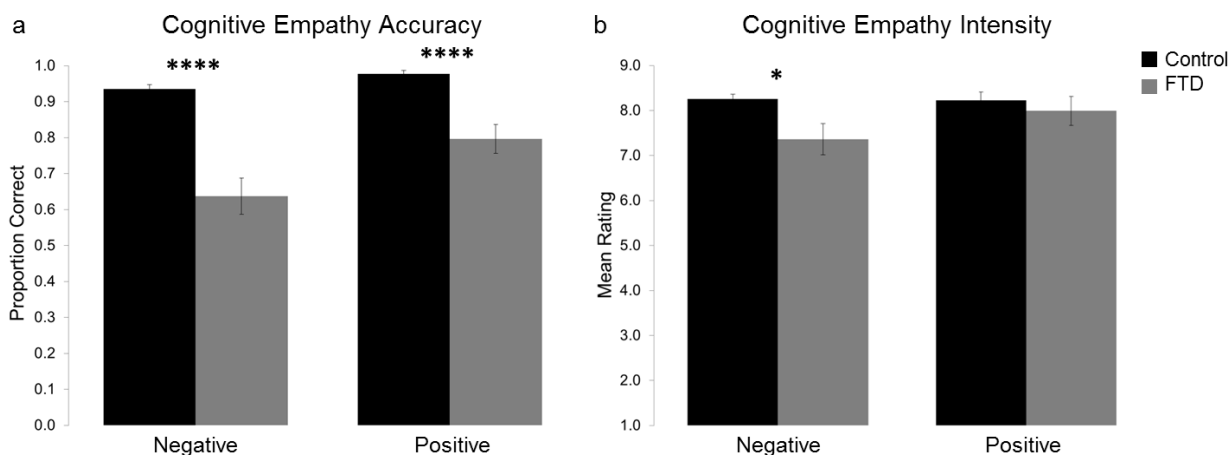 a
Cognitive Empathy Accuracy
1.0
0.9
0.8
0.7
0.6
0.5
0.4
0.3
0.2
0.1
0.0
Proportion Correct
****
****
Negative
Positive
b
Cognitive Empathy Intensity
9.0
8.0
7.0
6.0
5.0
4.0
3.0
2.0
1.0
Mean Rating
*
Negative
Positive
Control
FTD